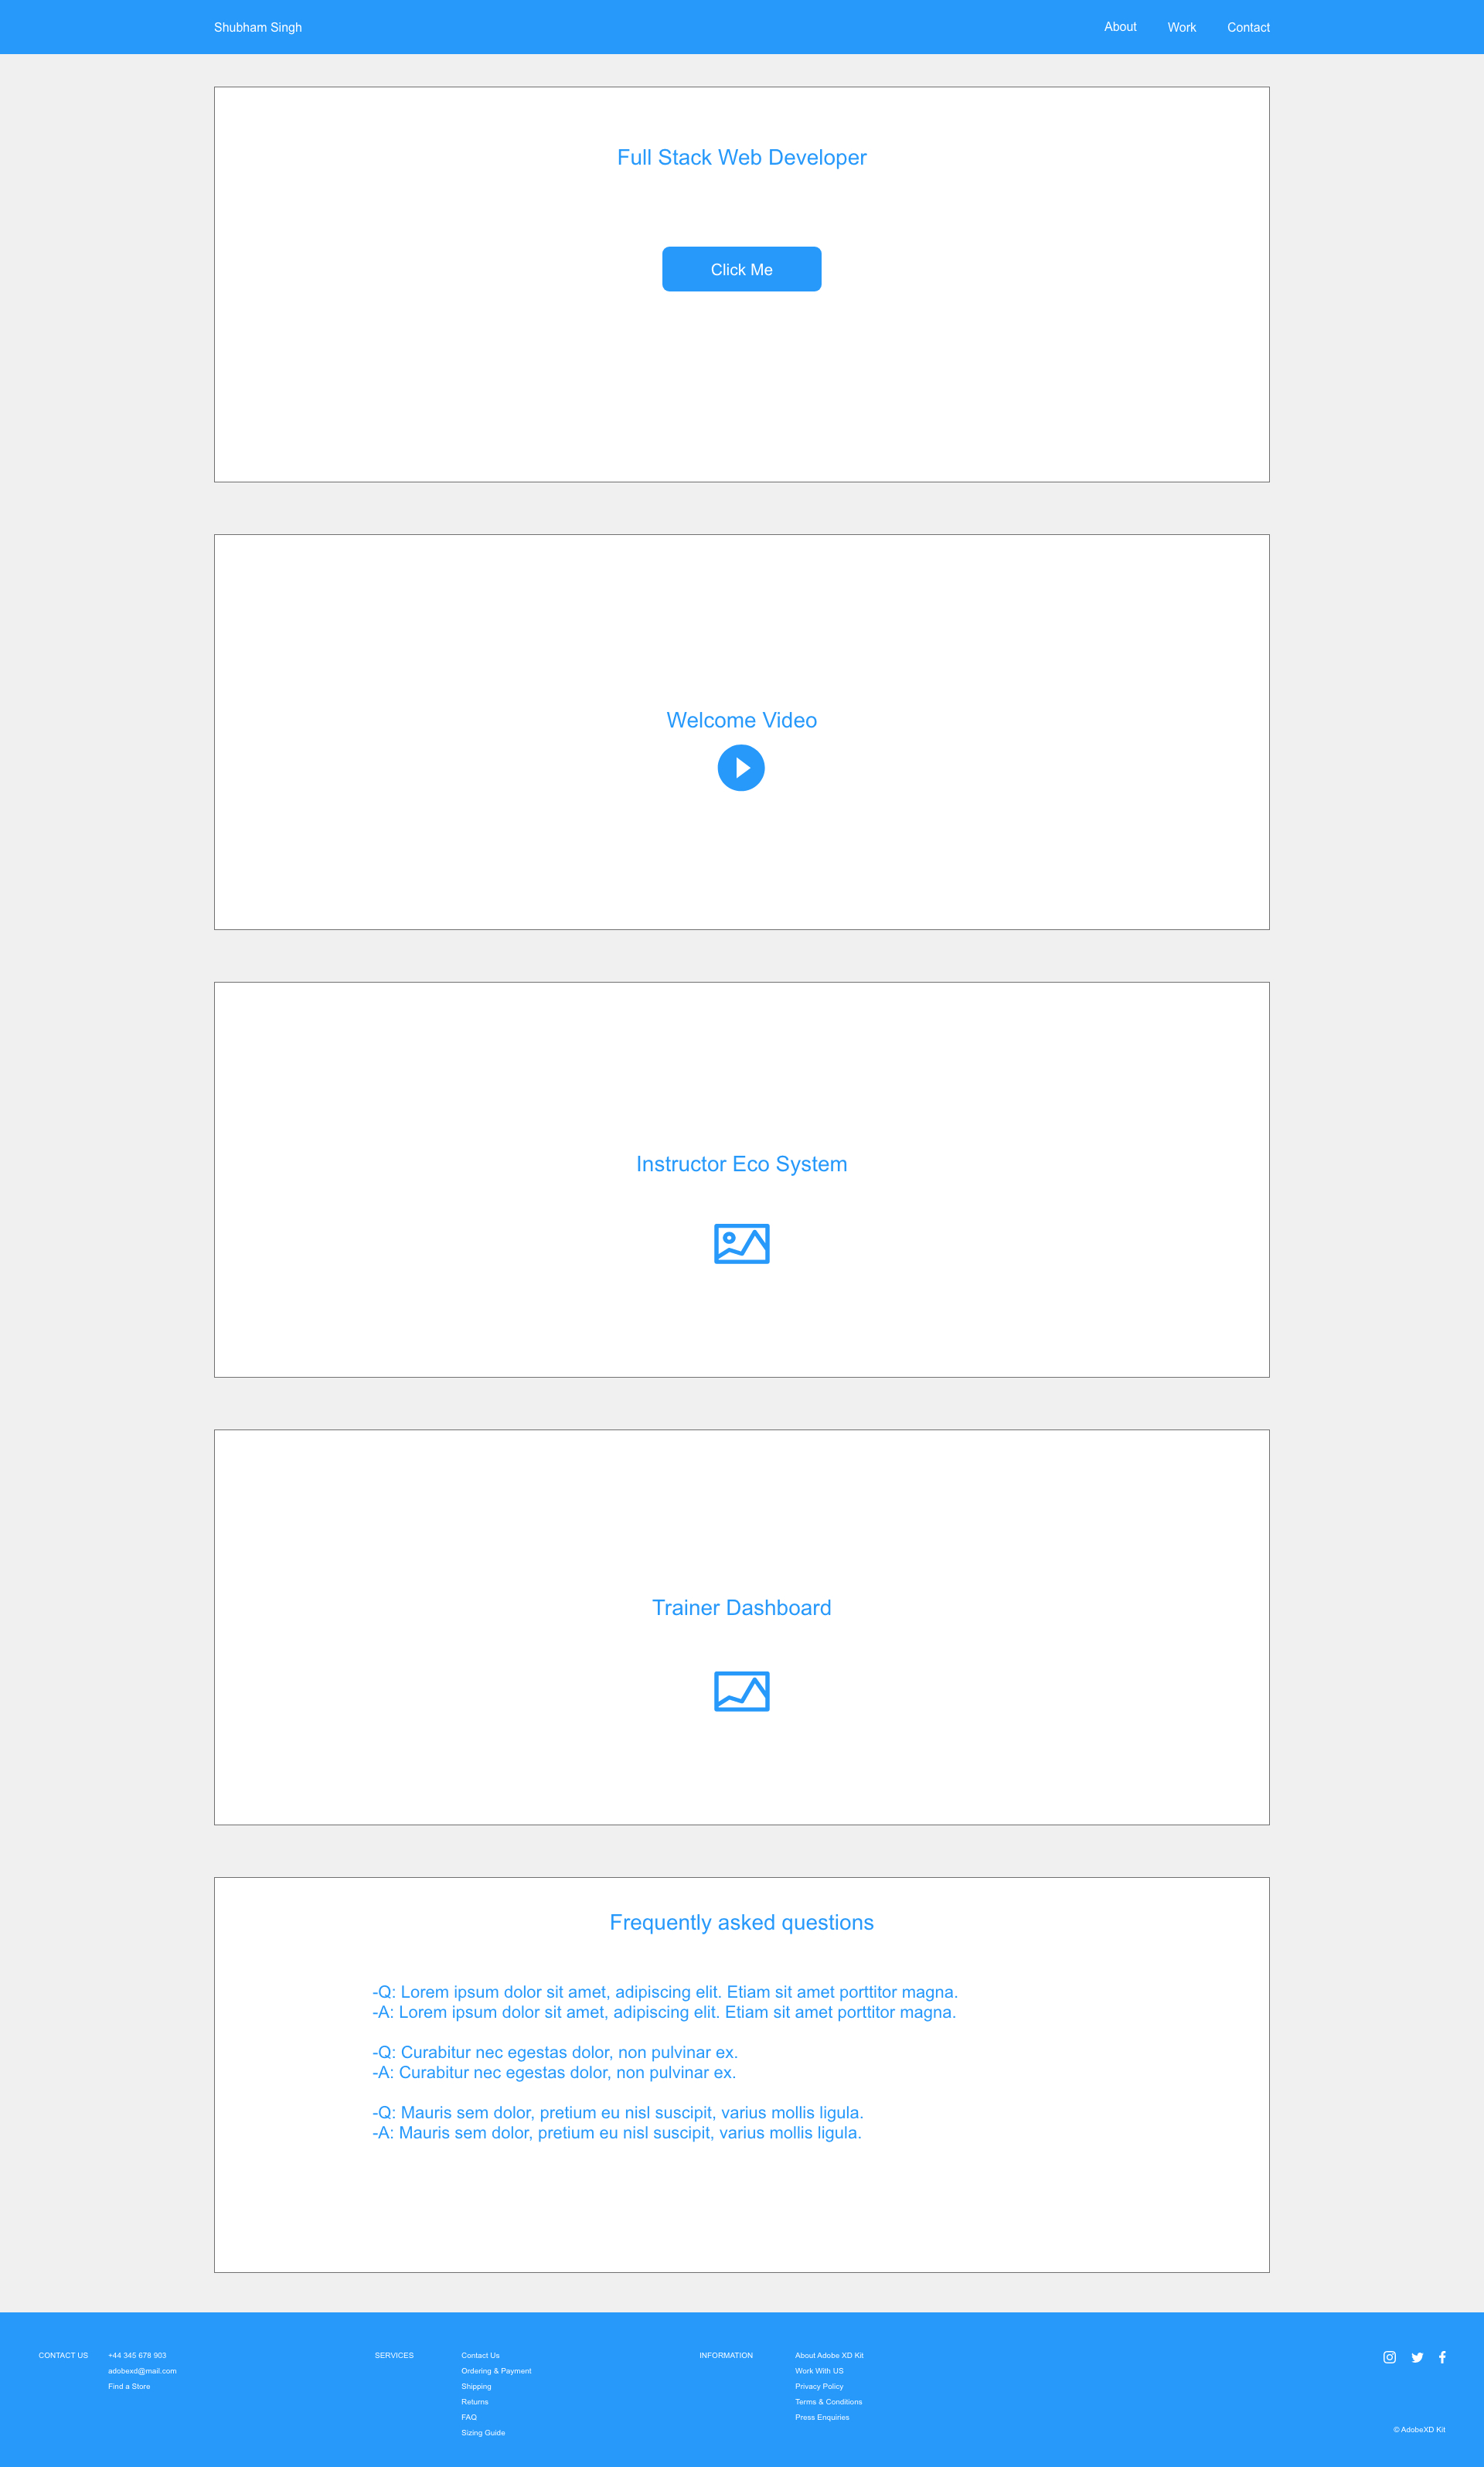 Shubham Singh
About
Work
Contact
Full Stack Web Developer
Click Me
Welcome Video
Instructor Eco System
Trainer Dashboard
Frequently asked questions
-Q: Lorem ipsum dolor sit amet, adipiscing elit. Etiam sit amet porttitor magna.
-A: Lorem ipsum dolor sit amet, adipiscing elit. Etiam sit amet porttitor magna.
-Q: Curabitur nec egestas dolor, non pulvinar ex.
-A: Curabitur nec egestas dolor, non pulvinar ex.
-Q: Mauris sem dolor, pretium eu nisl suscipit, varius mollis ligula.
-A: Mauris sem dolor, pretium eu nisl suscipit, varius mollis ligula.
CONTACT US
+44 345 678 903
adobexd@mail.com
Find a Store
SERVICES
Contact Us
Ordering & Payment
Shipping
Returns
FAQ
Sizing Guide
INFORMATION
About Adobe XD Kit
Work With US
Privacy Policy
Terms & Conditions
Press Enquiries
© AdobeXD Kit